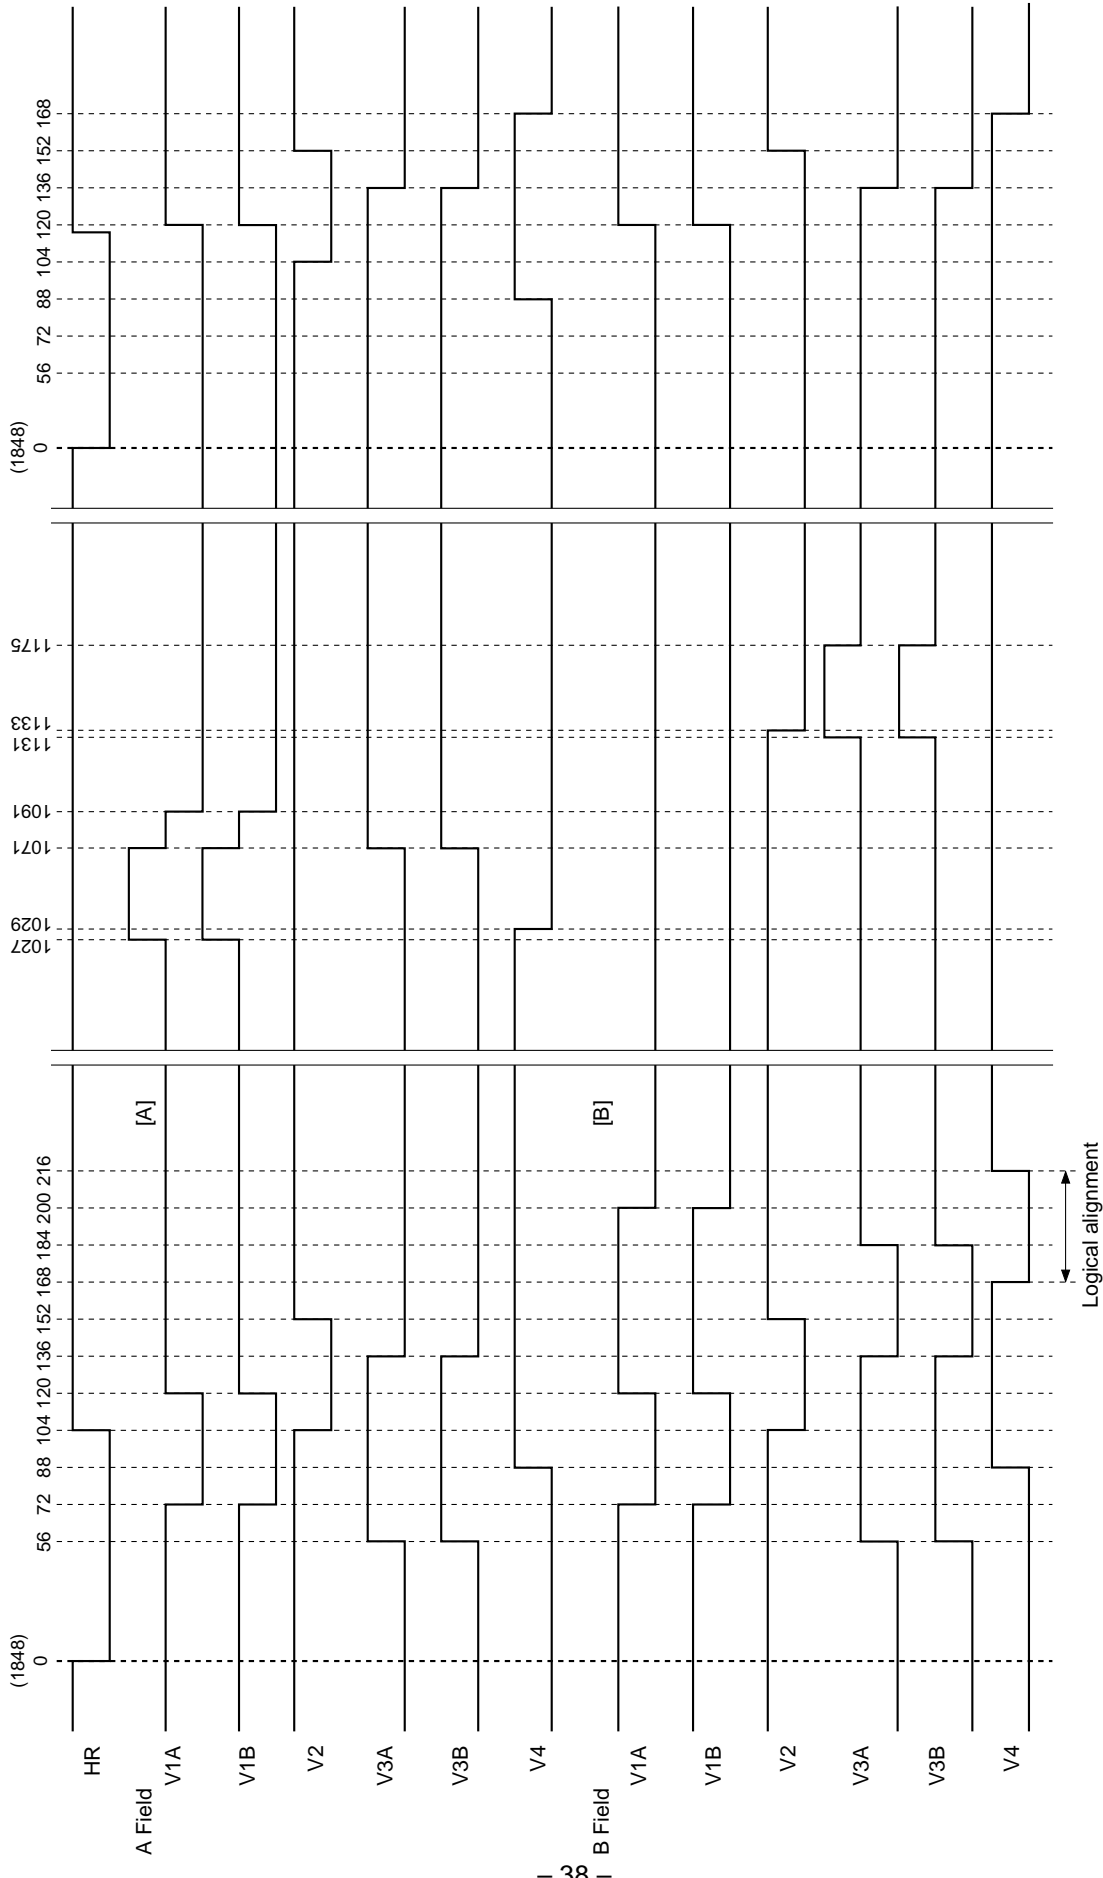 (1848) (1848)
0 56 72 88 104 120 136 152 168 184 200 216 1027 1029 1071 1091 1131 1133 1175 0 56 72 88 104 120 136 152 168
HR
A Field [A]
V1A
V1B
V2
V3A
V3B
V4
B Field [B]
V1A
V1B
V2
V3A
V3B
V4
Logical alignment
– 38 –